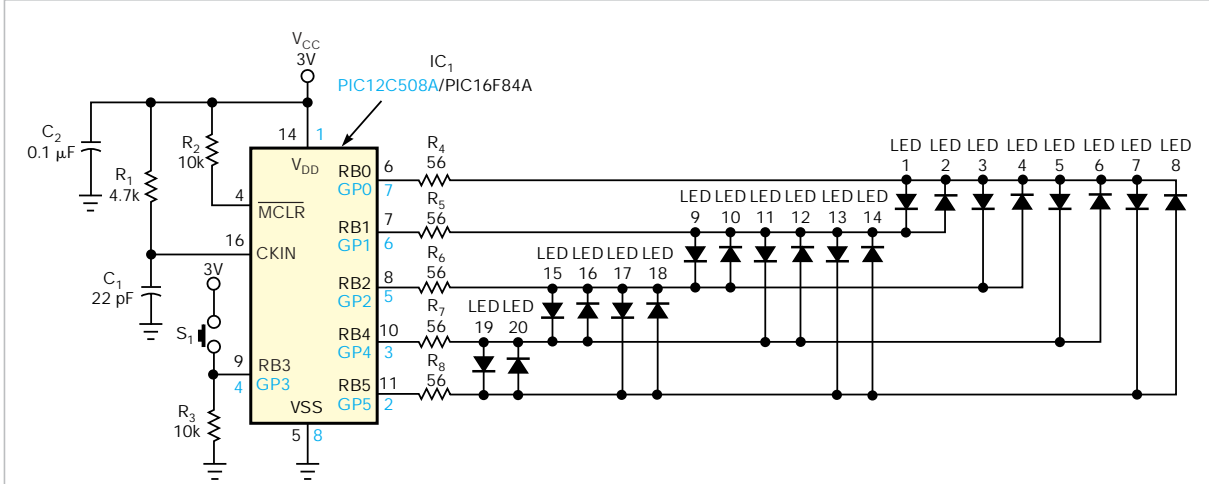 V_CC
3V
IC₁
PIC12C508A/PIC16F84A
C₂
0.1 µF
R₁
4.7k
R₂
10k
14 1
V_DD
4
MCLR
16
CKIN
C₁
22 pF
3V
S₁
9
4
RB3
GP3
R₃
10k
VSS
5 8
RB0
GP0
6
7
RB1
GP1
7
6
RB2
GP2
8
5
RB4
GP4
10
3
RB5
GP5
11
2
R₄
56
R₅
56
R₆
56
R₇
56
R₈
56
LED LED LED LED LED LED LED LED
1 2 3 4 5 6 7 8
LED LED LED LED LED LED
9 10 11 12 13 14
LED LED LED LED
15 16 17 18
LED LED
19 20